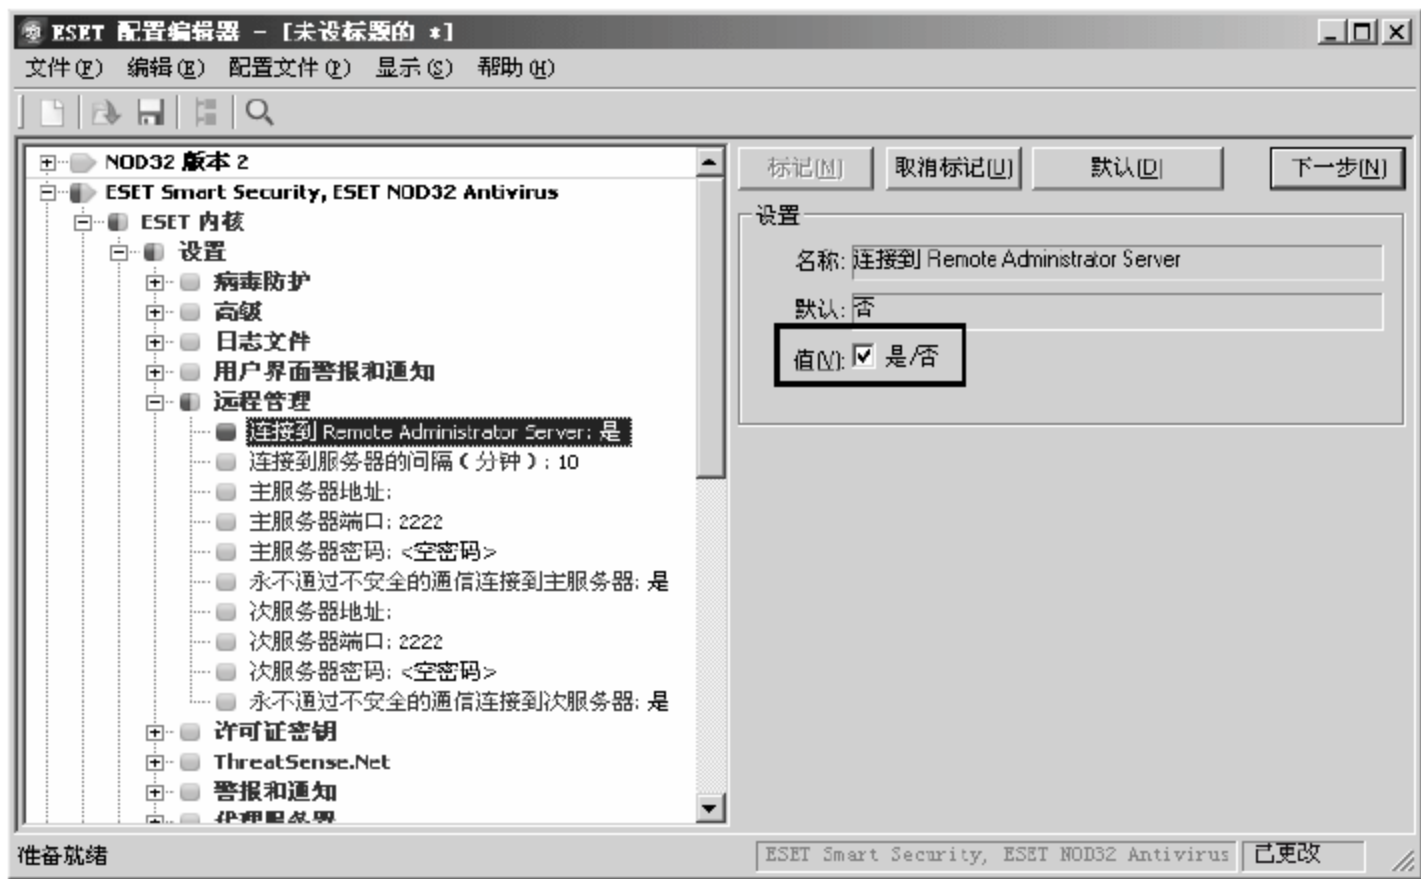 ESET 配置编辑器 - [未设标题的 *]
文件(F) 编辑(E) 配置文件(P) 显示(S) 帮助(H)
NOD32 版本 2
ESET Smart Security, ESET NOD32 Antivirus
ESET 内核
设置
病毒防护
高级
日志文件
用户界面警报和通知
远程管理
连接到 Remote Administrator Server: 是
连接到服务器的间隔(分钟): 10
主服务器地址:
主服务器端口: 2222
主服务器密码: <空密码>
永不通过不安全的通信连接到主服务器: 是
次服务器地址:
次服务器端口: 2222
次服务器密码: <空密码>
永不通过不安全的通信连接到次服务器: 是
许可证密钥
ThreatSense.Net
警报和通知
代理服务器
标记(M) 取消标记(U) 默认(D) 下一步(N)
设置
名称: 连接到 Remote Administrator Server
默认: 否
值(V): 是/否
准备就绪
ESET Smart Security, ESET NOD32 Antivirus 已更改